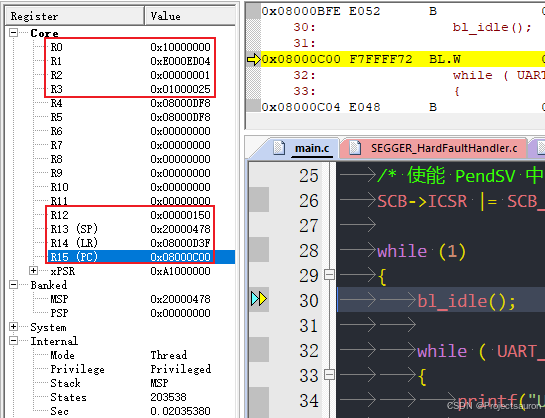 Register Value
Core
R0 0x10000000
R1 0xE000ED04
R2 0x00000001
R3 0x01000025
R4 0x08000DF8
R5 0x08000DF8
R6 0x00000000
R7 0x00000000
R8 0x00000000
R9 0x00000000
R10 0x00000000
R11 0x00000000
R12 0x00000150
R13 (SP) 0x20000478
R14 (LR) 0x08000D3F
R15 (PC) 0x08000C00
xPSR 0xA1000000
Banked
MSP 0x20000478
PSP 0x00000000
System
Internal
Mode Thread
Privilege Privileged
Stack MSP
States 203538
Sec 0.02035380
0x08000BFE E052 B
30: bl_idle();
31:
0x08000C00 F7FFFF72 BL.W
32: while ( UART_
33: {
0x08000C04 E048 B
main.c SEGGER_HardFaultHandler.c
25 /* 使能 PendSV 中
26 SCB->ICSR |= SCB_
27
28 while (1)
29 {
30 bl_idle();
31
32 while ( UART_
33 {
34 printf("U
CSDN @Projectsauron